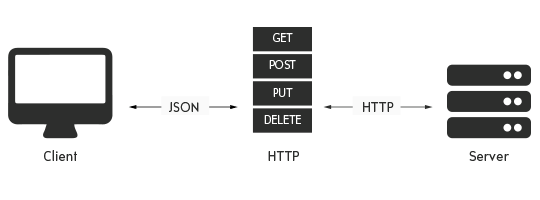 GET
POST
PUT
DELETE
JSON
HTTP
Client
HTTP
Server